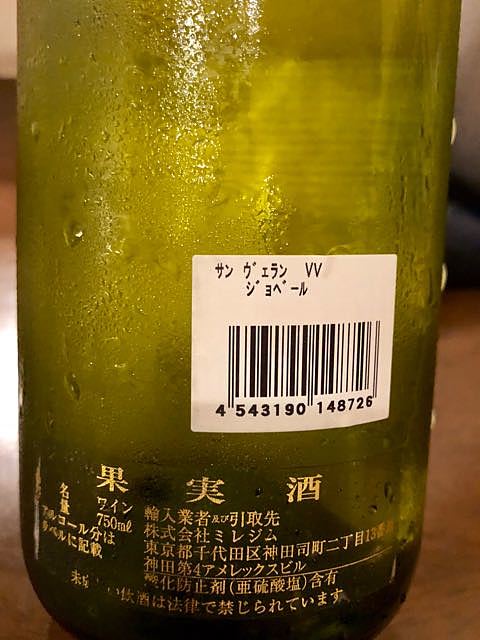 サン ヴェラン VV
ジョベール
4 543190 148726
果実酒
名 ワイン
量 750ml
アルコール分は
ラベルに記載
輸入業者及び引取先
株式会社ミレジム
東京都千代田区神田司町二丁目13番
神田第4アメレックスビル
酸化防止剤(亜硫酸塩)含有
い飲酒は法律で禁じられています